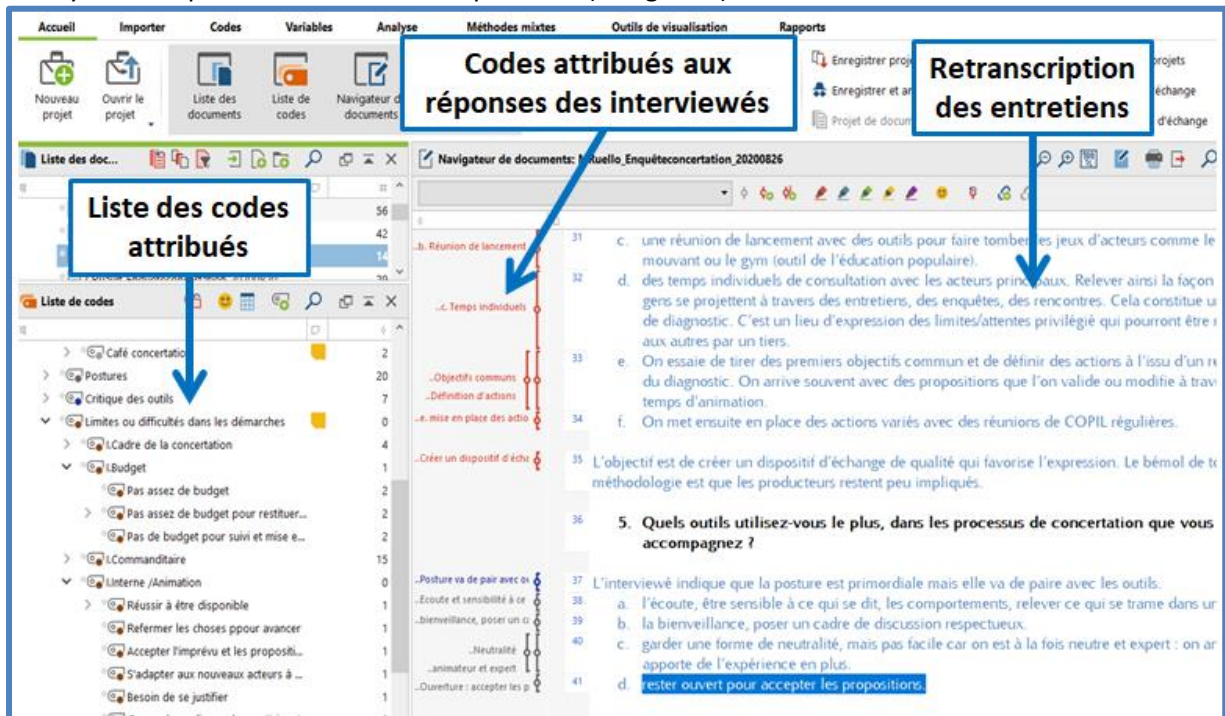 Accueil Importer Codes Variables Analyse Méthodes mixtes Outils de visualisation Rapports
Nouveau projet
Ouvrir le projet
Liste des documents
Liste de codes
Navigateur d
documents
Codes attribués aux
réponses des interviewés
Enregistrer proj
Enregistrer et an
Projet de docum
Retranscription
des entretiens
projets
échange
d'échange
Liste des doc...
Liste des codes
attribués
56
42
14
Liste de codes
Café concertatio 2
Postures 20
Critique des outils 7
Limites ou difficultés dans les démarches 0
I.Cadre de la concertation 4
I.Budget 1
Pas assez de budget 2
Pas assez de budget pour restituer... 2
Pas de budget pour suivi et mise e... 2
I.Commanditaire 15
I.Interne /Animation 0
Réussir à être disponible 1
Refermer les choses ppour avancer 1
Accepter l'imprévu et les propositi... 1
S'adapter aux nouveaux acteurs à ... 1
Besoin de se justifier 1
Navigateur de documents: Ruello_Enquêteconcertation_20200826
..b. Réunion de lancement
..c. Temps individuels
..Objectifs communs
..Définition d'actions
..e. mise en place des actio
..Créer un dispositif d'écha
..Posture va de pair avec ou
..Ecoute et sensibilité à ce
..bienveillance, poser un ca
..Neutralité
..animateur et expert
..Ouverture : accepter les p
31 c. une réunion de lancement avec des outils pour faire tomber les jeux d'acteurs comme le
mouvant ou le gym (outil de l'éducation populaire).
32 d. des temps individuels de consultation avec les acteurs principaux. Relever ainsi la façon
gens se projettent à travers des entretiens, des enquêtes, des rencontres. Cela constitue u
de diagnostic. C'est un lieu d'expression des limites/attentes privilégié qui pourront être
aux autres par un tiers.
33 e. On essaie de tirer des premiers objectifs commun et de définir des actions à l'issu d'un re
du diagnostic. On arrive souvent avec des propositions que l'on valide ou modifie à trav
temps d'animation.
34 f. On met ensuite en place des actions variés avec des réunions de COPIL régulières.
35 L'objectif est de créer un dispositif d'échange de qualité qui favorise l'expression. Le bémol de
méthodologie est que les producteurs restent peu impliqués.
36 5. Quels outils utilisez-vous le plus, dans les processus de concertation que vous
accompagnez ?
37 L'interviewé indique que la posture est primordiale mais elle va de paire avec les outils.
38 a. l'écoute, être sensible à ce qui se dit, les comportements, relever ce qui se trame dans un
39 b. la bienveillance, poser un cadre de discussion respectueux.
40 c. garder une forme de neutralité, mais pas facile car on est à la fois neutre et expert : on
apporte de l'expérience en plus.
41 d. rester ouvert pour accepter les propositions.